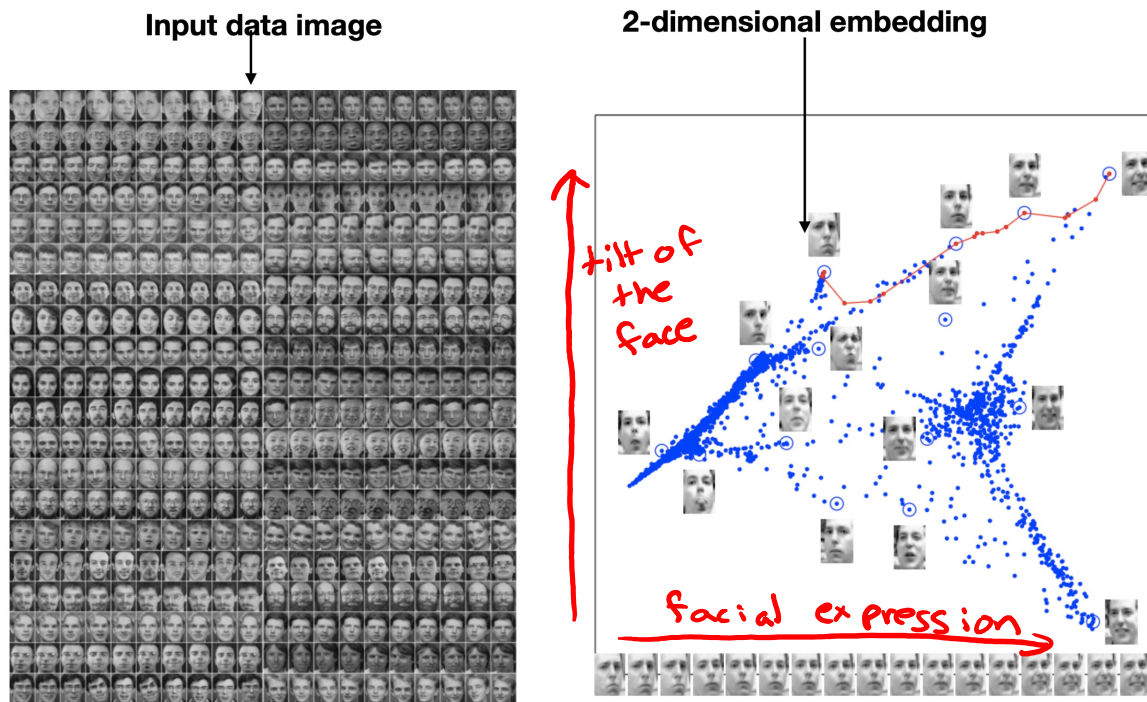 Input data image
2-dimensional embedding
tilt of
the
face
facial expression